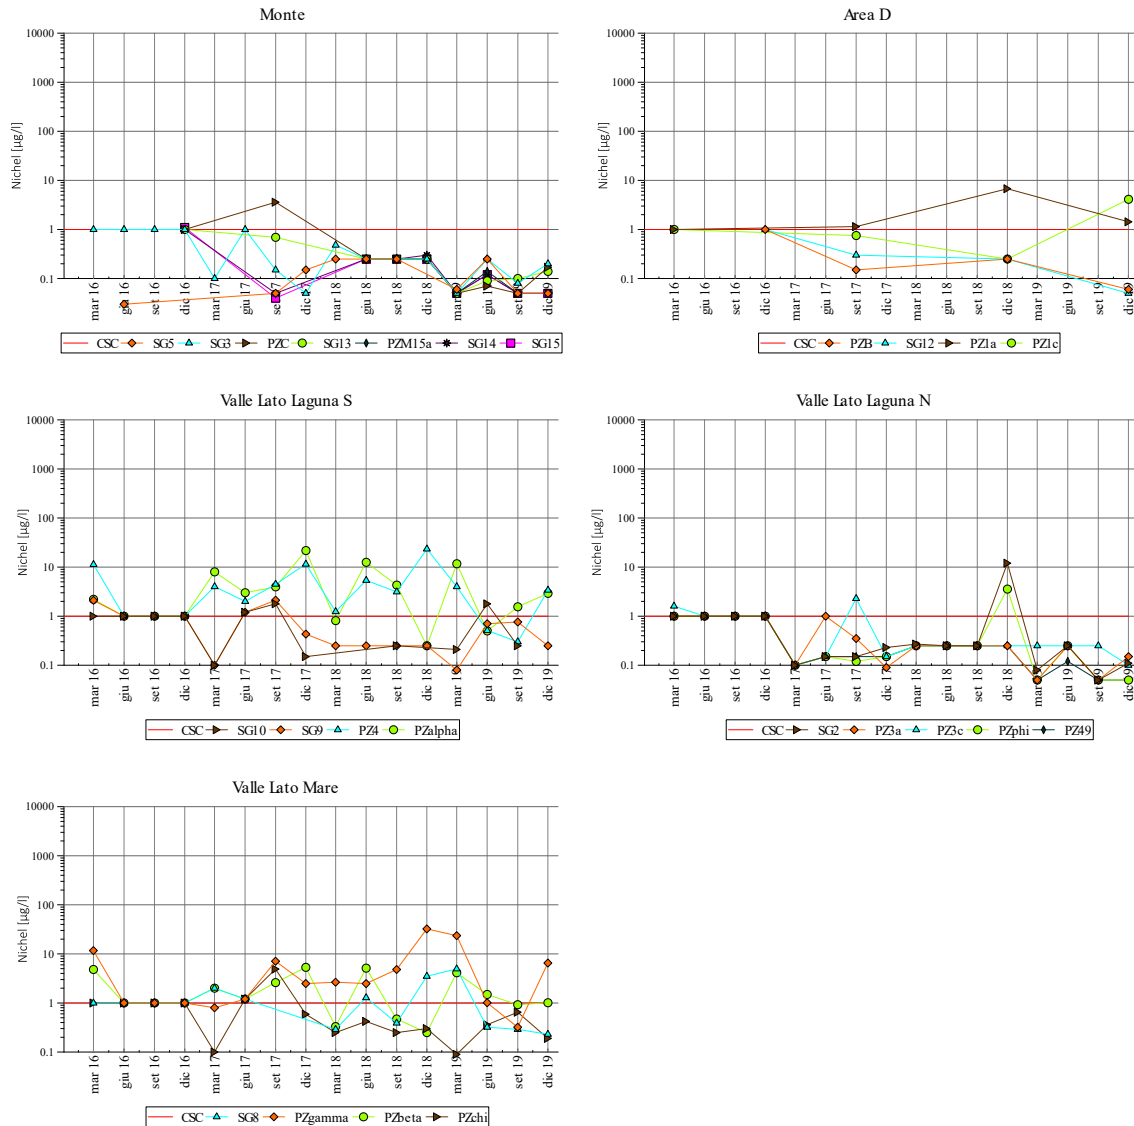 Monte
Nichel [µg/l]
10000
1000
100
10
1
0.1
mar 16
giu 16
set 16
dic 16
mar 17
giu 17
set 17
dic 17
mar 18
giu 18
set 18
dic 18
mar 19
giu 19
set 19
dic 19
CSC SG5 SG3 PZC SG13 PZM15a SG14 SG15
Area D
Nichel [µg/l]
10000
1000
100
10
1
0.1
mar 16
giu 16
set 16
dic 16
mar 17
giu 17
set 17
dic 17
mar 18
giu 18
set 18
dic 18
mar 19
giu 19
set 19
dic 19
CSC PZB SG12 PZ1a PZ1c
Valle Lato Laguna S
Nichel [µg/l]
10000
1000
100
10
1
0.1
mar 16
giu 16
set 16
dic 16
mar 17
giu 17
set 17
dic 17
mar 18
giu 18
set 18
dic 18
mar 19
giu 19
set 19
dic 19
CSC SG10 SG9 PZ4 PZalpha
Valle Lato Laguna N
Nichel [µg/l]
10000
1000
100
10
1
0.1
mar 16
giu 16
set 16
dic 16
mar 17
giu 17
set 17
dic 17
mar 18
giu 18
set 18
dic 18
mar 19
giu 19
set 19
dic 19
CSC SG2 PZ3a PZ3c PZphi PZ49
Valle Lato Mare
Nichel [µg/l]
10000
1000
100
10
1
0.1
mar 16
giu 16
set 16
dic 16
mar 17
giu 17
set 17
dic 17
mar 18
giu 18
set 18
dic 18
mar 19
giu 19
set 19
dic 19
CSC SG8 PZgamma PZbeta PZchi